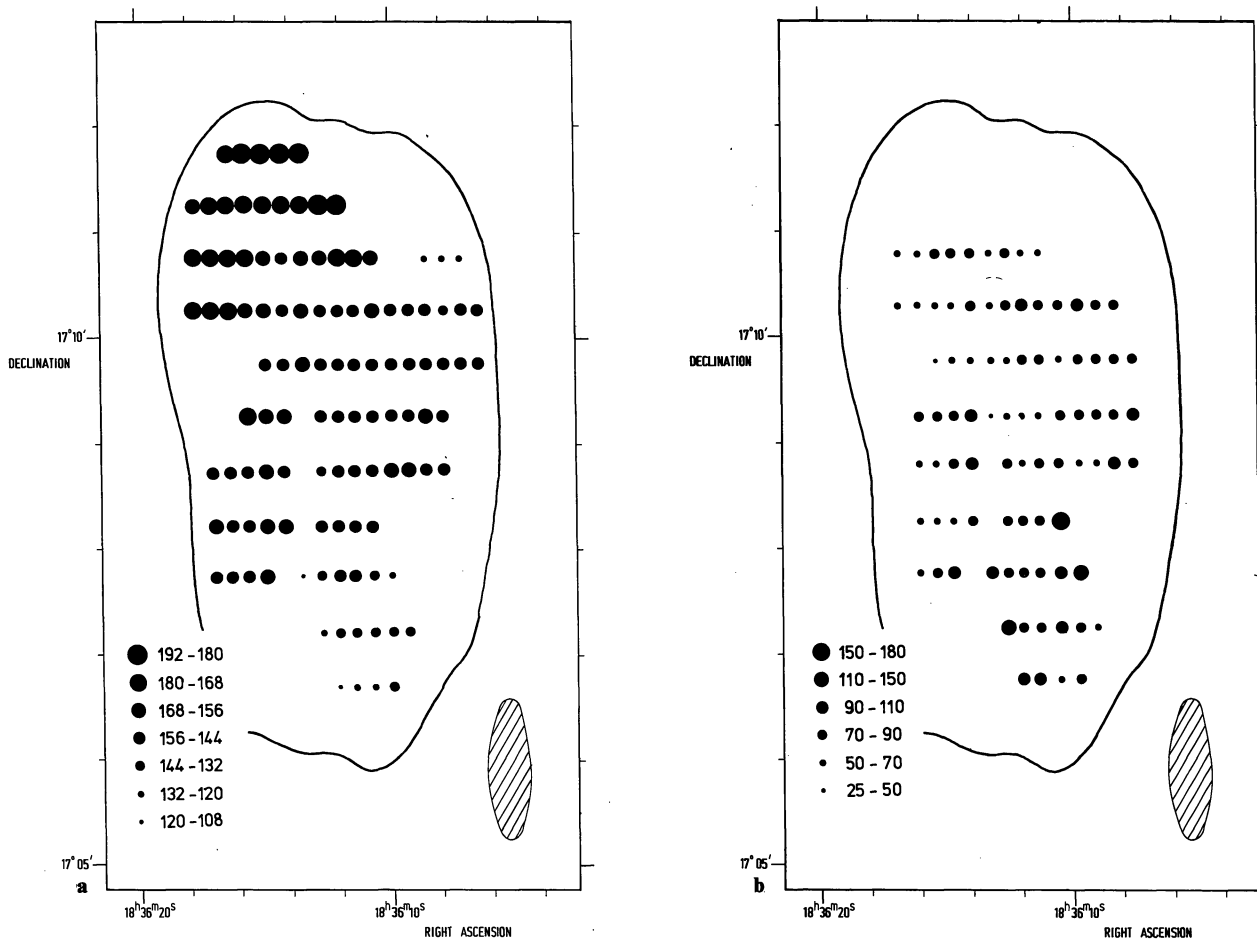 17°10'
DECLINATION
192 – 180
180 – 168
168 – 156
156 – 144
144 – 132
132 – 120
120 – 108
17°05'
a
18ʰ36ᵐ20ˢ
18ʰ36ᵐ10ˢ
RIGHT ASCENSION
17°10'
DECLINATION
150 – 180
110 – 150
90 – 110
70 – 90
50 – 70
25 – 50
17°05'
b
18ʰ36ᵐ20ˢ
18ʰ36ᵐ10ˢ
RIGHT ASCENSION